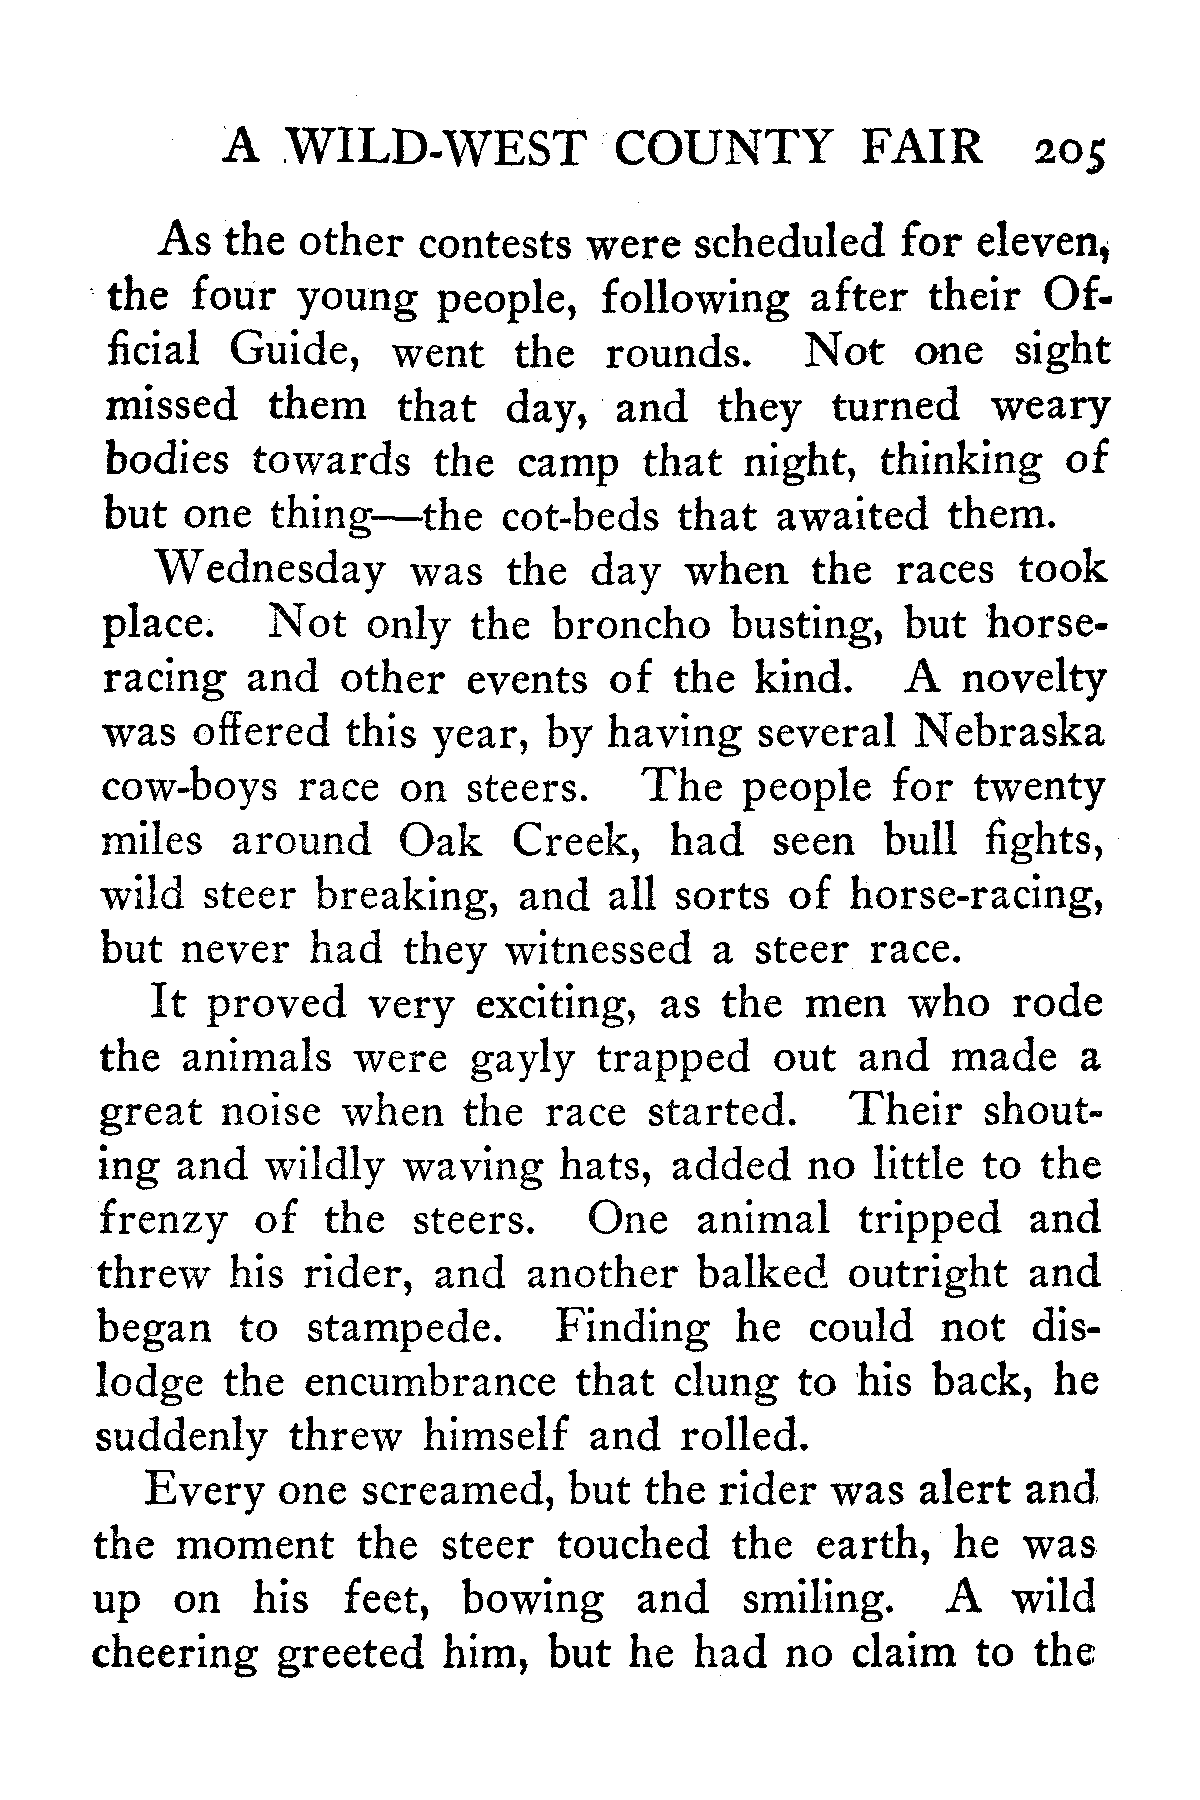 A WILD-WEST COUNTY FAIR 205
As the other contests were scheduled for eleven,
the four young people, following after their Of-
ficial Guide, went the rounds. Not one sight
missed them that day, and they turned weary
bodies towards the camp that night, thinking of
but one thing—the cot-beds that awaited them.
Wednesday was the day when the races took
place. Not only the broncho busting, but horse-
racing and other events of the kind. A novelty
was offered this year, by having several Nebraska
cow-boys race on steers. The people for twenty
miles around Oak Creek, had seen bull fights,
wild steer breaking, and all sorts of horse-racing,
but never had they witnessed a steer race.
It proved very exciting, as the men who rode
the animals were gayly trapped out and made a
great noise when the race started. Their shout-
ing and wildly waving hats, added no little to the
frenzy of the steers. One animal tripped and
threw his rider, and another balked outright and
began to stampede. Finding he could not dis-
lodge the encumbrance that clung to his back, he
suddenly threw himself and rolled.
Every one screamed, but the rider was alert and
the moment the steer touched the earth, he was
up on his feet, bowing and smiling. A wild
cheering greeted him, but he had no claim to the